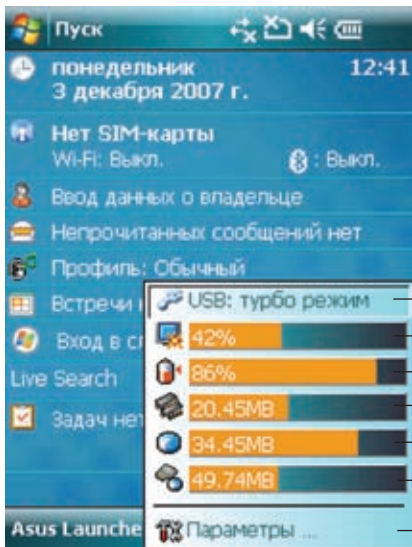 Пуск
понедельник 12:41
3 декабря 2007 г.
Нет SIM-карты
Wi-Fi: Выкл. : Выкл.
Ввод данных о владельце
Непрочитанных сообщений нет
Профиль: Обычный
Встречи
USB: турбо режим
42%
Вход в
86%
Live Search
20.45MB
Задач нет
34.45MB
49.74MB
Asus Launche
Параметры ...